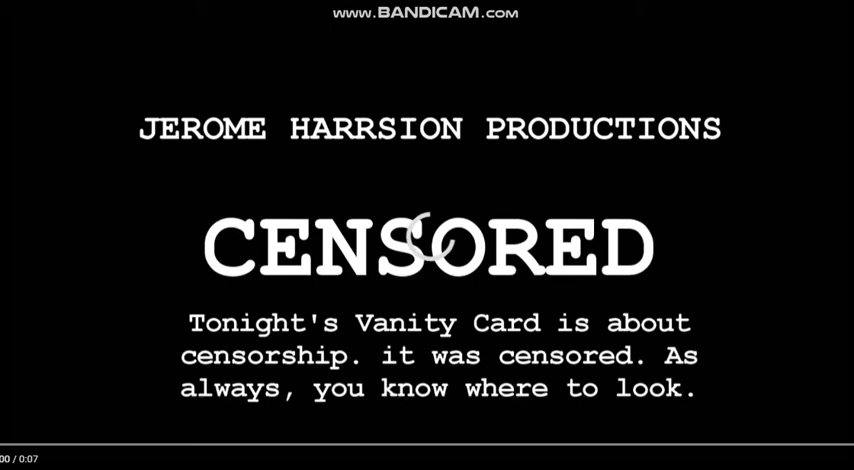 www.BANDICAM.com
JEROME HARRSION PRODUCTIONS
CENSORED
Tonight's Vanity Card is about
censorship. it was censored. As
always, you know where to look.
00 / 0:07